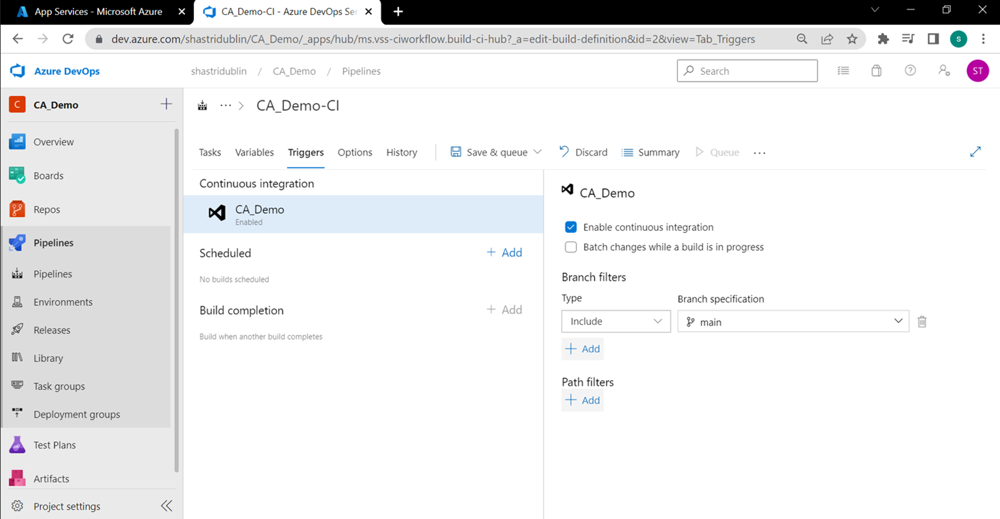 App Services - Microsoft Azure
CA_Demo-CI - Azure DevOps Ser
dev.azure.com/shastridublin/CA_Demo/_apps/hub/ms.vss-ciworkflow.build-ci-hub?_a=edit-build-definition&id=2&view=Tab_Triggers
S
Azure DevOps
shastridublin / CA_Demo / Pipelines
Search
ST
C CA_Demo
Overview
Boards
Repos
Pipelines
Pipelines
Environments
Releases
Library
Task groups
Deployment groups
Test Plans
Artifacts
Project settings
... > CA_Demo-CI
Tasks Variables Triggers Options History Save & queue Discard Summary Queue ...
Continuous integration
CA_Demo
Enabled
Scheduled + Add
No builds scheduled
Build completion + Add
Build when another build completes
CA_Demo
Enable continuous integration
Batch changes while a build is in progress
Branch filters
Type Branch specification
Include main
+ Add
Path filters
+ Add